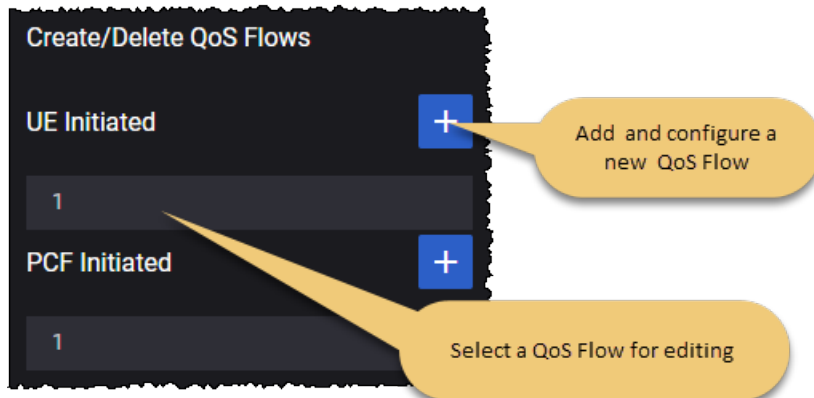 Create/Delete QoS Flows
UE Initiated
+
Add and configure a
new QoS Flow
1
PCF Initiated
+
1
Select a QoS Flow for editing